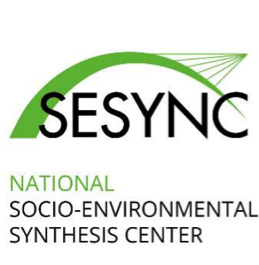 SESYNC
NATIONAL
SOCIO-ENVIRONMENTAL
SYNTHESIS CENTER